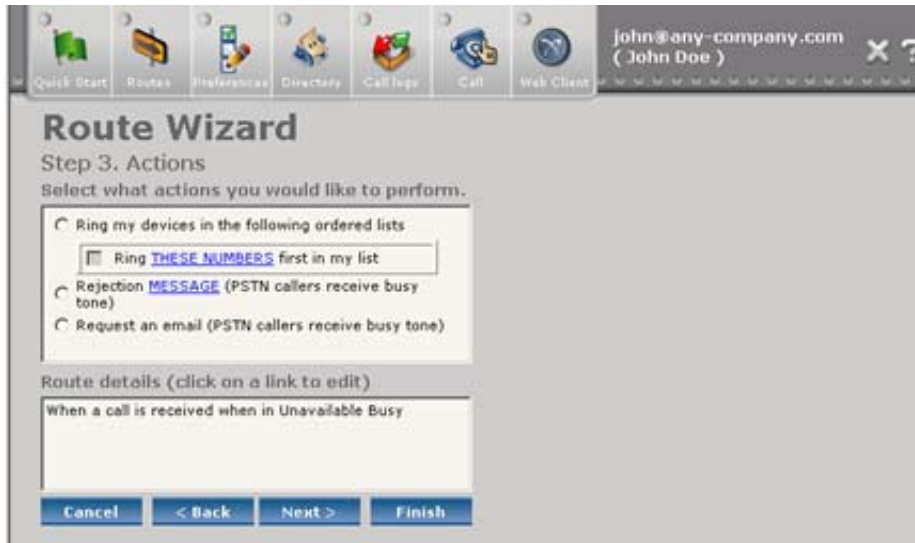 john@any-company.com
( John Doe )
Quick Start Routes Preferences Directory Call logs Call Web Client
Route Wizard
Step 3. Actions
Select what actions you would like to perform.
Ring my devices in the following ordered lists
Ring THESE NUMBERS first in my list
Rejection MESSAGE (PSTN callers receive busy
tone)
Request an email (PSTN callers receive busy tone)
Route details (click on a link to edit)
When a call is received when in Unavailable Busy
Cancel < Back Next > Finish